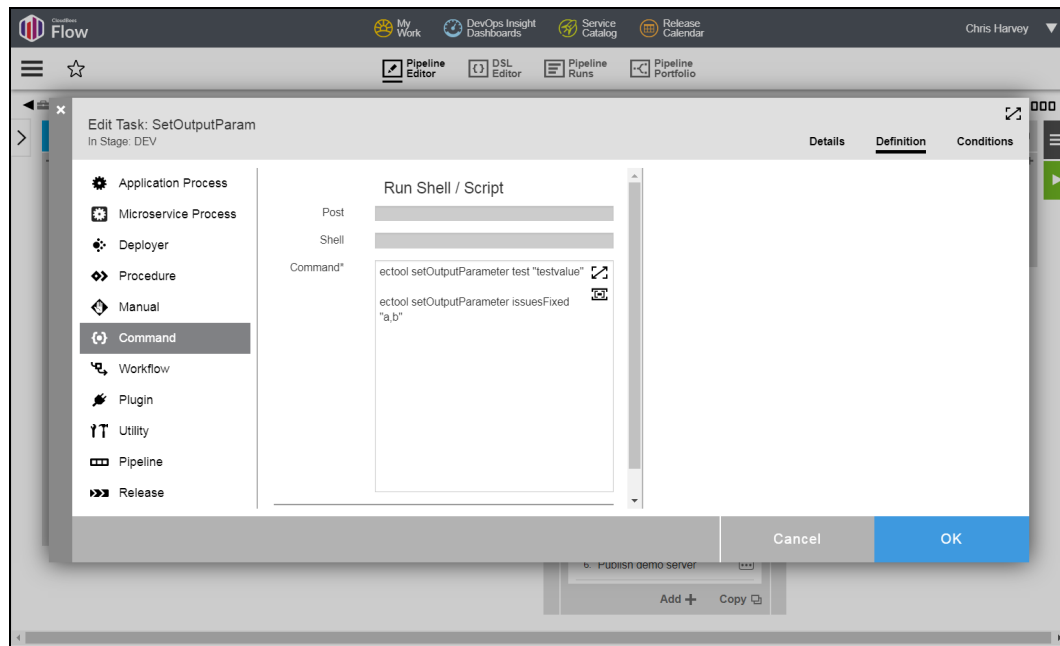 CloudBees
Flow
My Work
DevOps Insight Dashboards
Service Catalog
Release Calendar
Chris Harvey
Pipeline Editor
DSL Editor
Pipeline Runs
Pipeline Portfolio
Edit Task: SetOutputParam
In Stage: DEV
Details
Definition
Conditions
Application Process
Microservice Process
Deployer
Procedure
Manual
Command
Workflow
Plugin
Utility
Pipeline
Release
Run Shell / Script
Post
Shell
Command*
ectool setOutputParameter test "testvalue"
ectool setOutputParameter issuesFixed
"a,b"
Cancel
OK
6. Publish demo server
Add
Copy